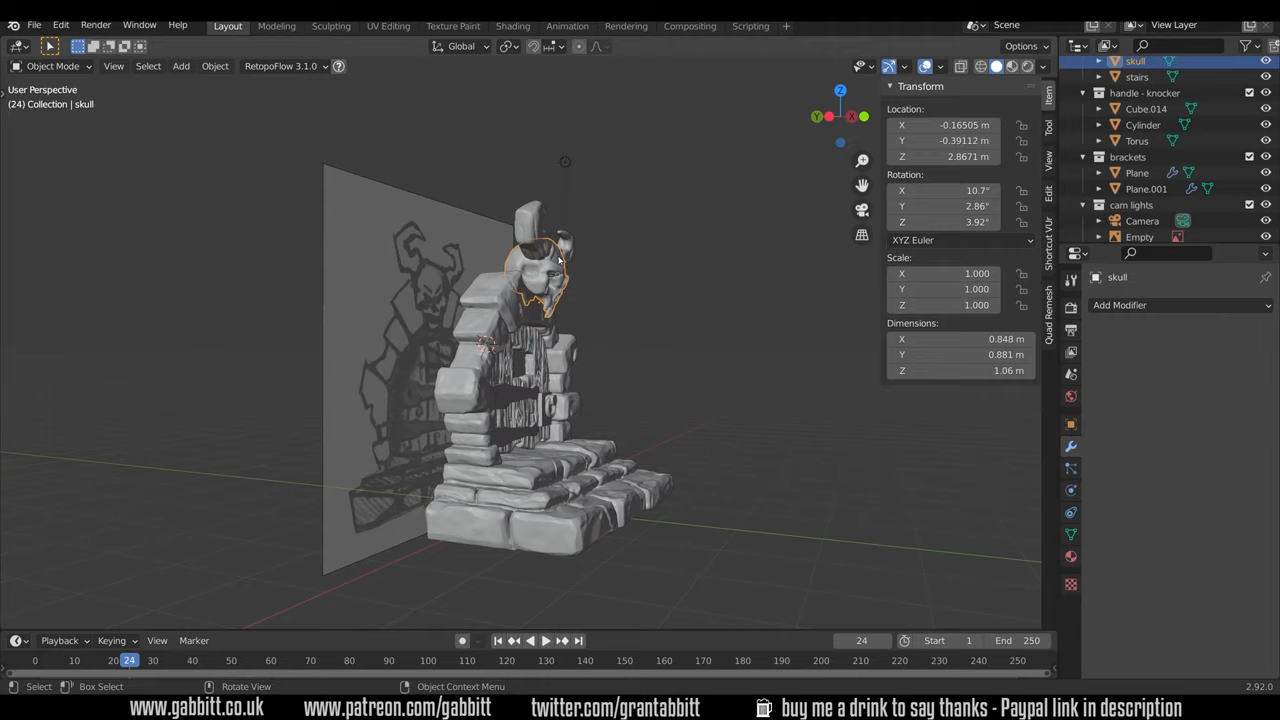 File Edit Render Window Help Layout Modeling Sculpting UV Editing Texture Paint Shading Animation Rendering Compositing Scripting + Scene View Layer
Global Options
Object Mode View Select Add Object RetopoFlow 3.1.0
User Perspective
(24) Collection | skull
Transform
Location:
X -0.16505 m
Y -0.39112 m
Z 2.8671 m
Rotation:
X 10.7°
Y 2.86°
Z 3.92°
XYZ Euler
Scale:
X 1.000
Y 1.000
Z 1.000
Dimensions:
X 0.848 m
Y 0.881 m
Z 1.06 m
Item
Tool
View
Edit
Shortcut VUr
Quad Remesh
Z
Y
X
skull
stairs
handle - knocker
Cube.014
Cylinder
Torus
brackets
Plane
Plane.001
cam lights
Camera
Empty
skull
Add Modifier
Playback Keying View Marker 24 Start 1 End 250
0 10 20 24 30 40 50 60 70 80 90 100 110 120 130 140 150 160 170 180 190 200 210 220 230 240 250
Select Box Select Rotate View Object Context Menu 2.92.0
www.gabbitt.co.uk www.patreon.com/gabbitt twitter.com/grantabbitt buy me a drink to say thanks - Paypal link in description